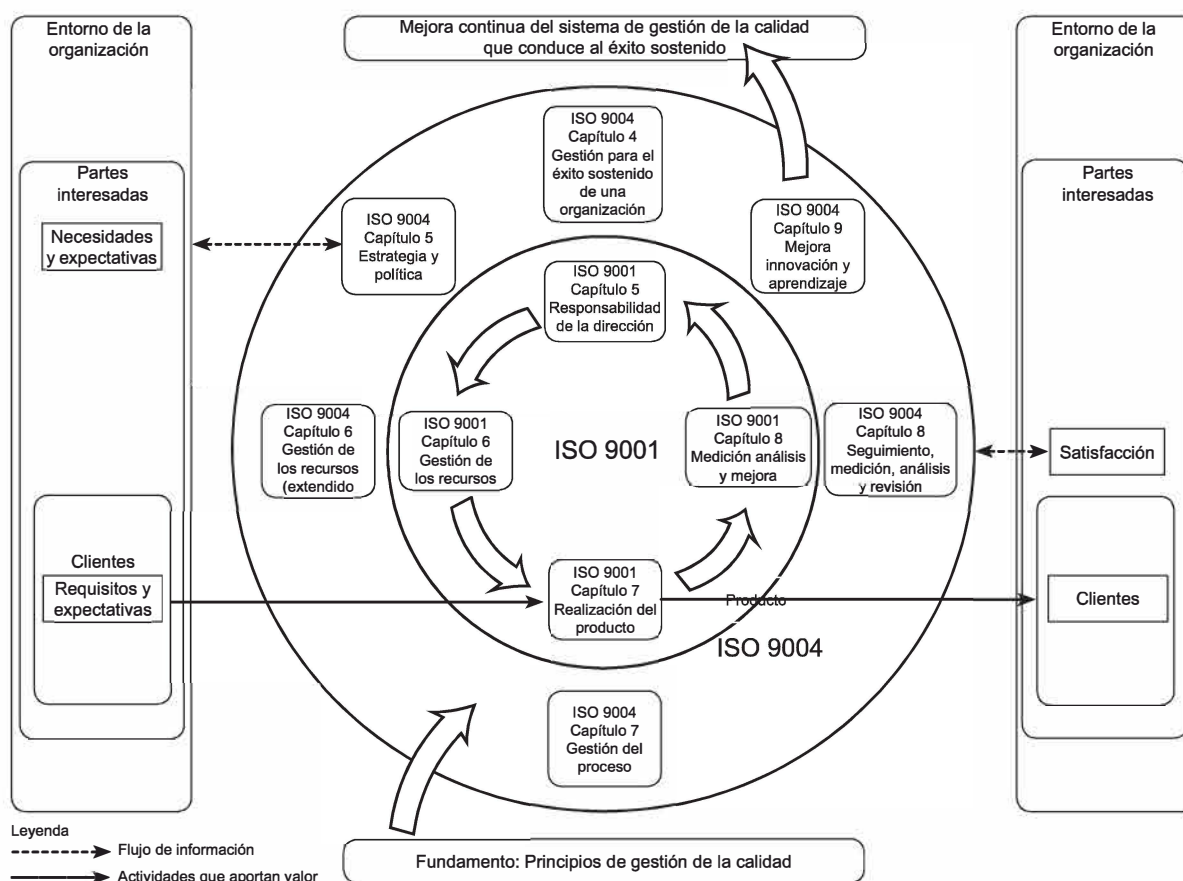 Entorno de la
organización
Partes
interesadas
Necesidades
y expectativas
Clientes
Requisitos y
expectativas
Mejora continua del sistema de gestión de la calidad
que conduce al éxito sostenido
ISO 9004
Capítulo 4
Gestión para el
éxito sostenido
de una
organización
ISO 9004
Capítulo 5
Estrategia y
política
ISO 9004
Capítulo 9
Mejora
innovación y
aprendizaje
ISO 9001
Capítulo 5
Responsabilidad
de la dirección
ISO 9004
Capítulo 6
Gestión de
los recursos
(extendido
ISO 9001
Capítulo 6
Gestión de
los recursos
ISO 9001
ISO 9001
Capítulo 8
Medición análisis
y mejora
ISO 9004
Capítulo 8
Seguimiento,
medición, análisis
y revisión
ISO 9001
Capítulo 7
Realización del
producto
Producto
ISO 9004
ISO 9004
Capítulo 7
Gestión del
proceso
Fundamento: Principios de gestión de la calidad
Entorno de la
organización
Partes
interesadas
Satisfacción
Clientes
Leyenda
Flujo de información
Actividades que aportan valor